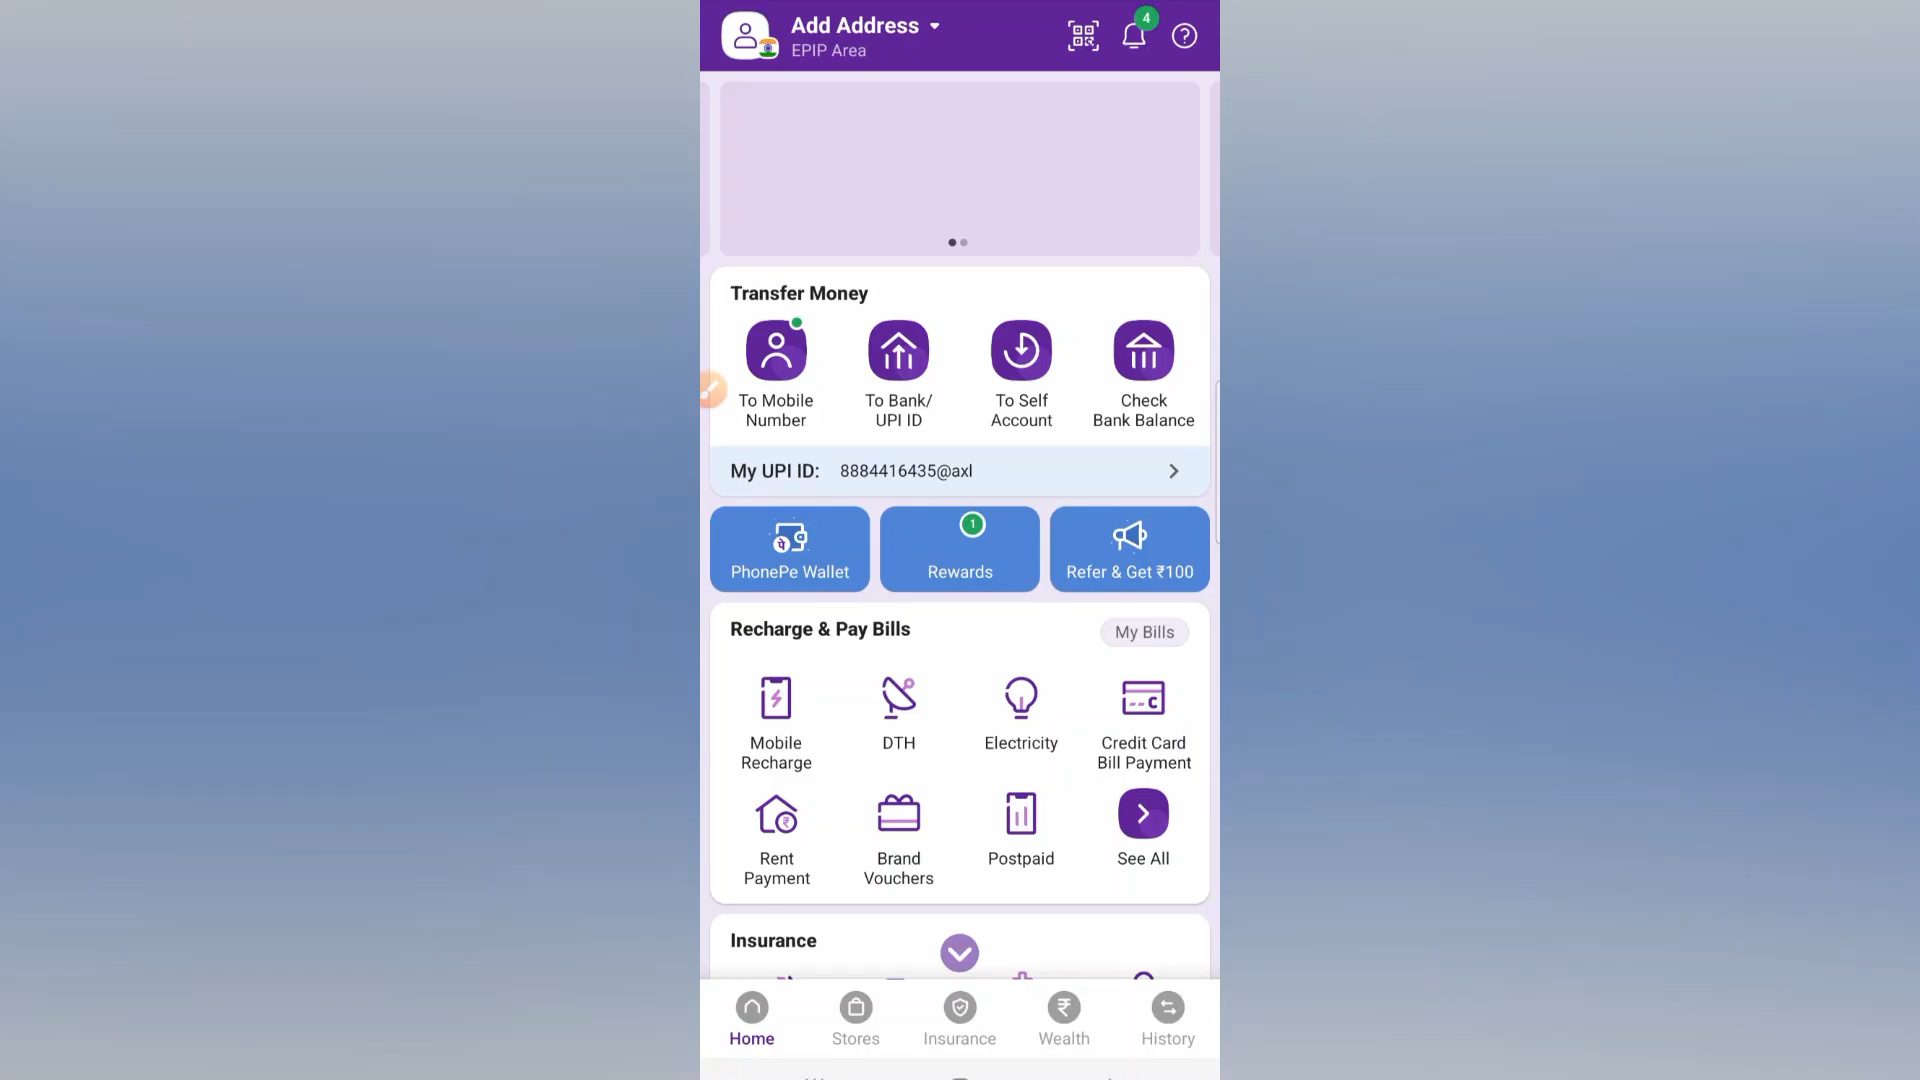 Add Address
EPIP Area
4
Transfer Money
To Mobile
Number
To Bank/
UPI ID
To Self
Account
Check
Bank Balance
My UPI ID: 8884416435@axl
पे
PhonePe Wallet
1
Rewards
Refer & Get ₹100
Recharge & Pay Bills
My Bills
Mobile
Recharge
DTH
Electricity
C
Credit Card
Bill Payment
₹
Rent
Payment
Brand
Vouchers
Postpaid
See All
Insurance
₹
Home
Stores
Insurance
Wealth
History